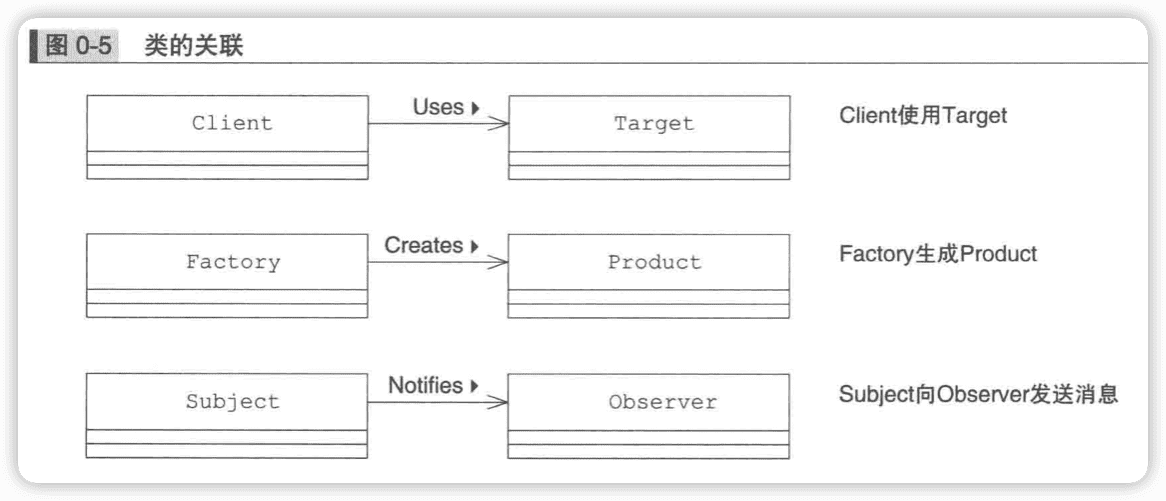 图 0-5 类的关联
Client
Uses
Target
Client使用Target
Factory
Creates
Product
Factory生成Product
Subject
Notifies
Observer
Subject向Observer发送消息